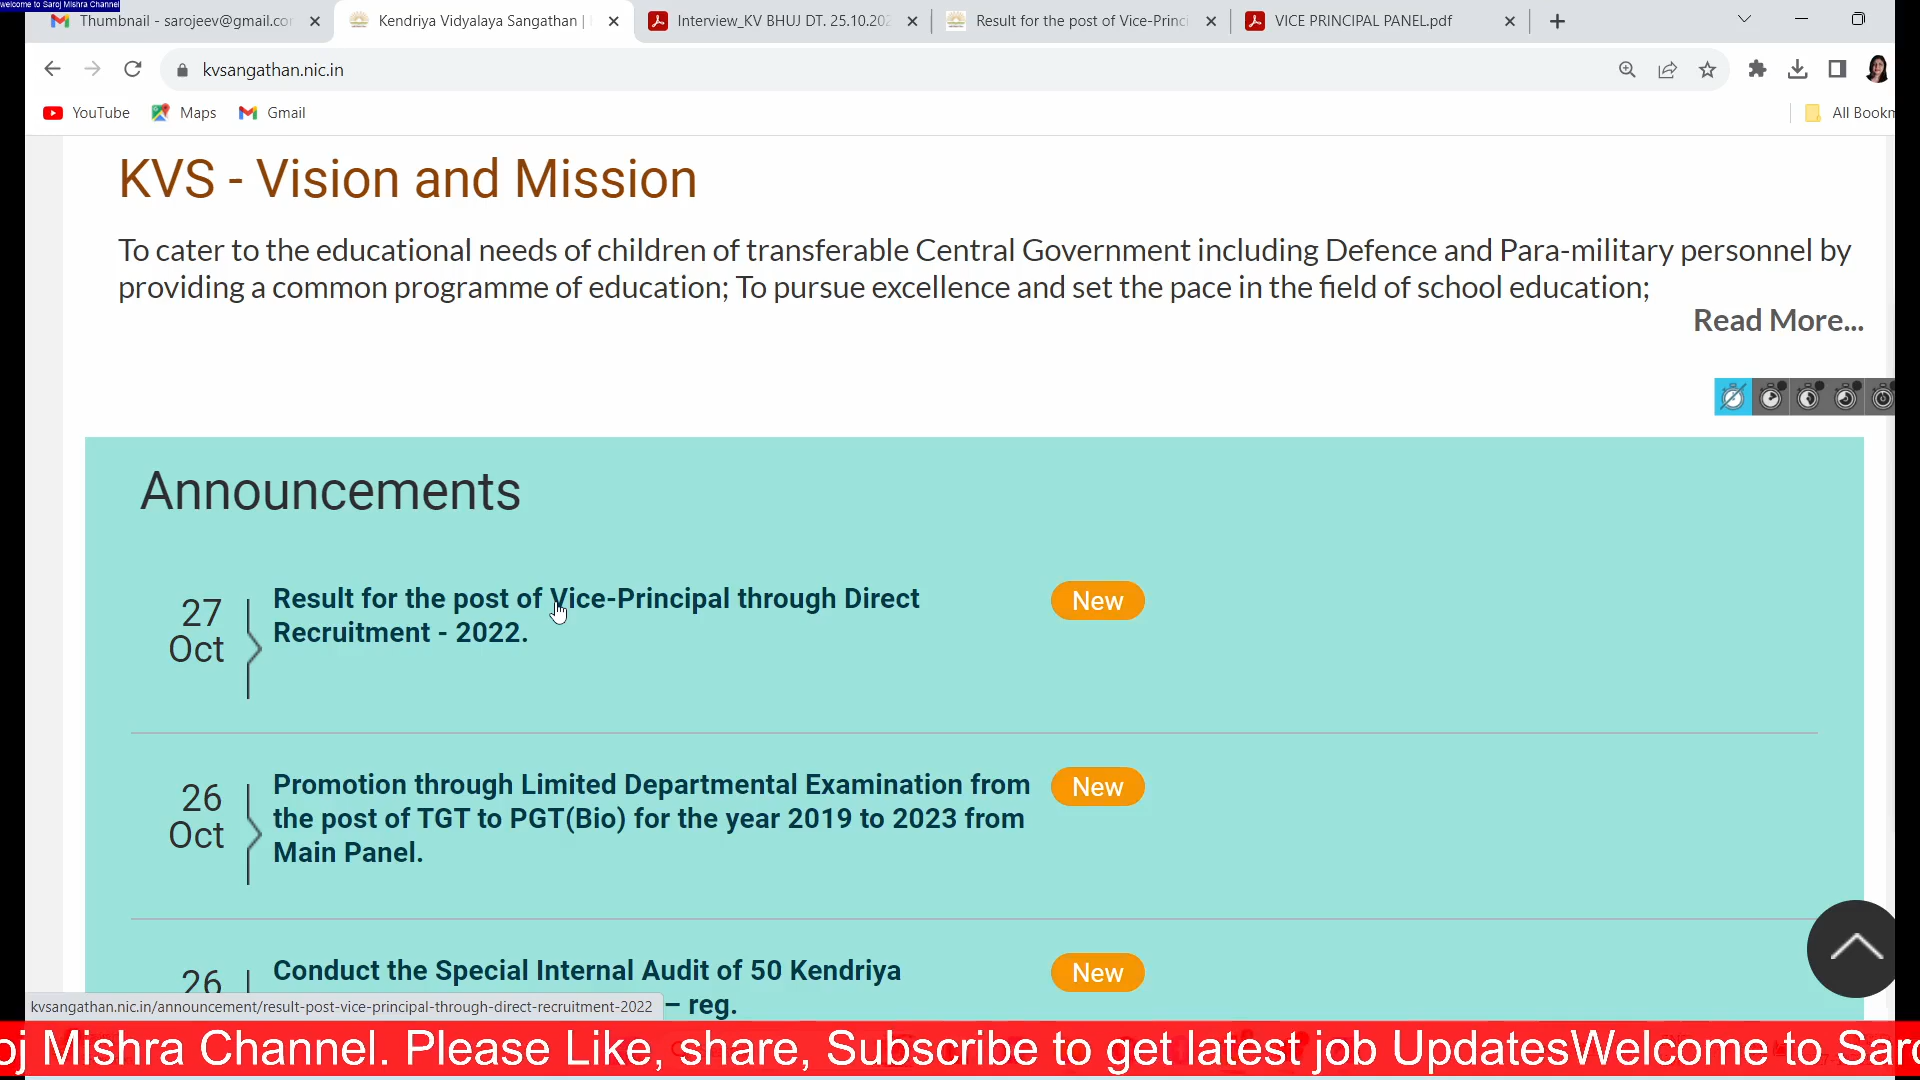 welcome to Saroj Mishra Channel
Thumbnail - sarojeev@gmail.co
Kendriya Vidyalaya Sangathan |
Interview_KV BHUJ DT. 25.10.202
Result for the post of Vice-Princi
VICE PRINCIPAL PANEL.pdf
kvsangathan.nic.in
YouTube
Maps
Gmail
All Bookm
KVS - Vision and Mission
To cater to the educational needs of children of transferable Central Government including Defence and Para-military personnel by
providing a common programme of education; To pursue excellence and set the pace in the field of school education;
Read More...
Announcements
27
Oct
Result for the post of Vice-Principal through Direct
Recruitment - 2022.
New
26
Oct
Promotion through Limited Departmental Examination from
the post of TGT to PGT(Bio) for the year 2019 to 2023 from
Main Panel.
New
26
Conduct the Special Internal Audit of 50 Kendriya
– reg.
New
kvsangathan.nic.in/announcement/result-post-vice-principal-through-direct-recruitment-2022
oj Mishra Channel. Please Like, share, Subscribe to get latest job UpdatesWelcome to Saro